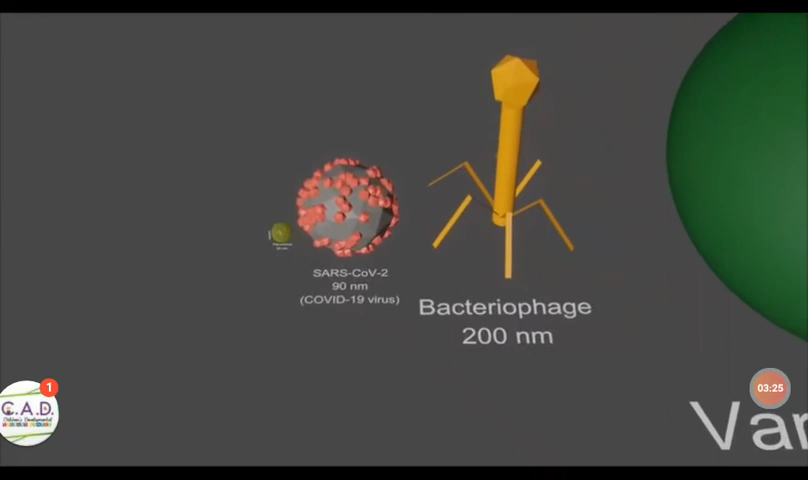 SARS-CoV-2
90 nm
(COVID-19 virus)
Bacteriophage
200 nm
Var
1
C.A.D.
03:25